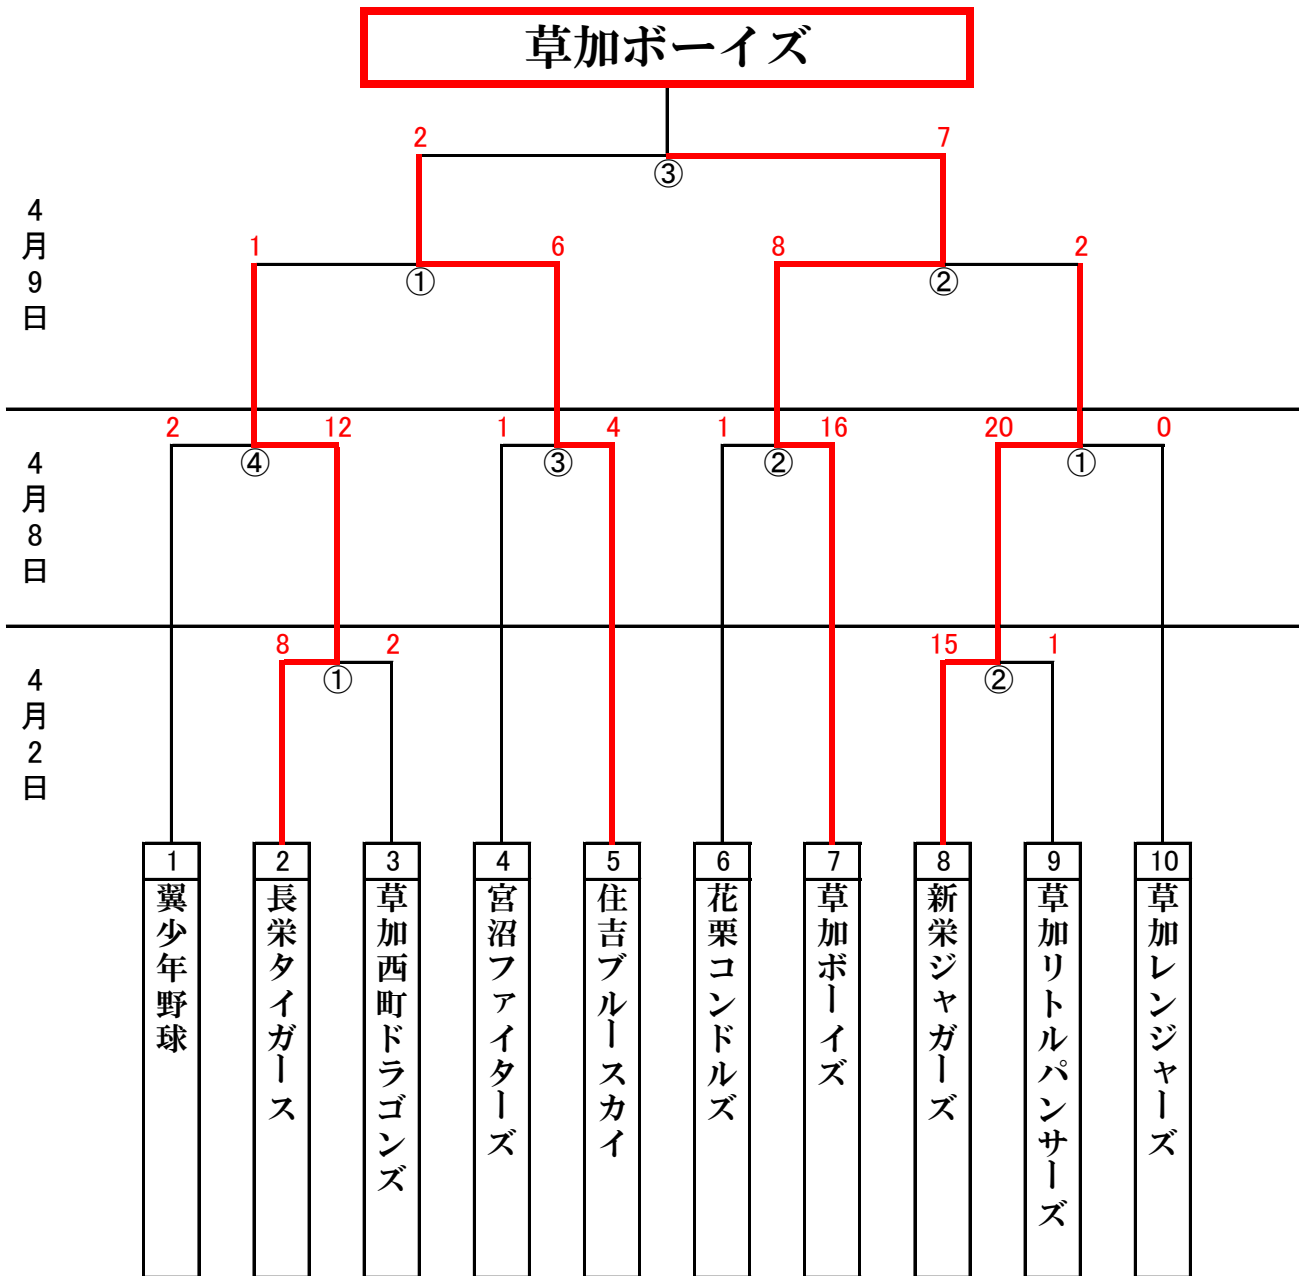 草加ボーイズ
2 7
③
4月9日
1 6 8 2
① ②
2 12 1 4 1 16 20 0
④ ③ ② ①
4月8日
8 2 15 1
① ②
4月2日
1 2 3 4 5 6 7 8 9 10
翼少年野球
長栄タイガース
草加西町ドラゴンズ
宮沼ファイターズ
住吉ブルースカイ
花栗コンドルズ
草加ボーイズ
新栄ジャガーズ
草加リトルパンサーズ
草加レンジャーズ